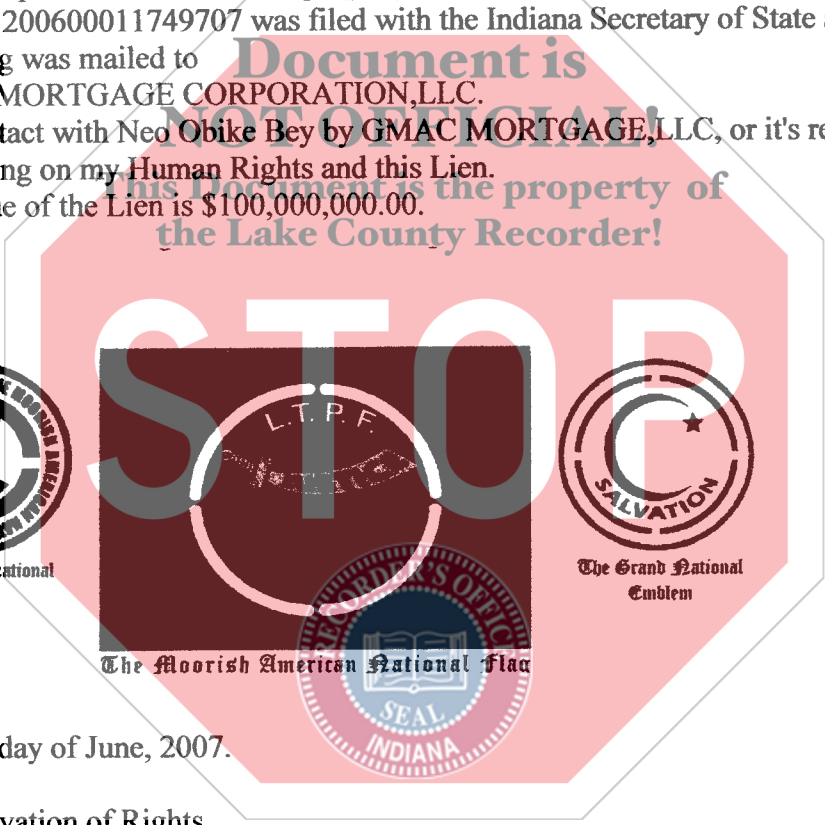 200600011749707 was filed with the Indiana Secretary of State
g was mailed to
Document is
MORTGAGE CORPORATION,LLC.
NOT OFFICIAL!
tact with Neo Obike Bey by GMAC MORTGAGE,LLC, or it's re
ng on my Human Rights and this Lien.
This Document is the property of
e of the Lien is $100,000,000.00.
the Lake County Recorder!
STOP
L.T.P.F.
THE MOORISH AMERICAN
SALVATION
ational
The Grand National
Emblem
The Moorish American National Flag
RECORDER'S OFFICE
SEAL
INDIANA
day of June, 2007.
vation of Rights